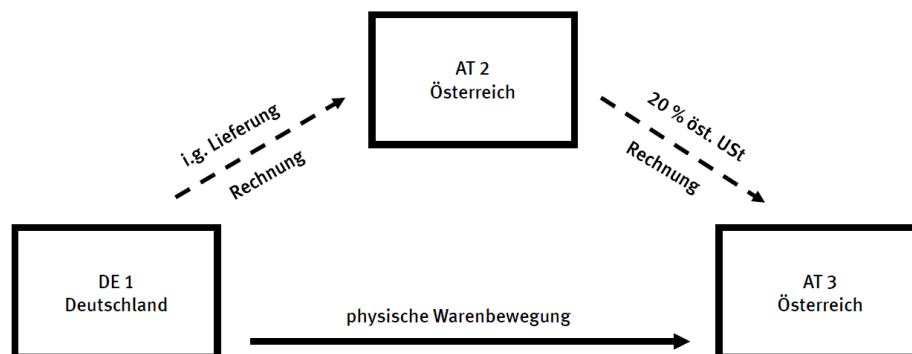 AT 2
Österreich
i.g. Lieferung
Rechnung
20 % öst. USt
Rechnung
DE 1
Deutschland
AT 3
Österreich
physische Warenbewegung